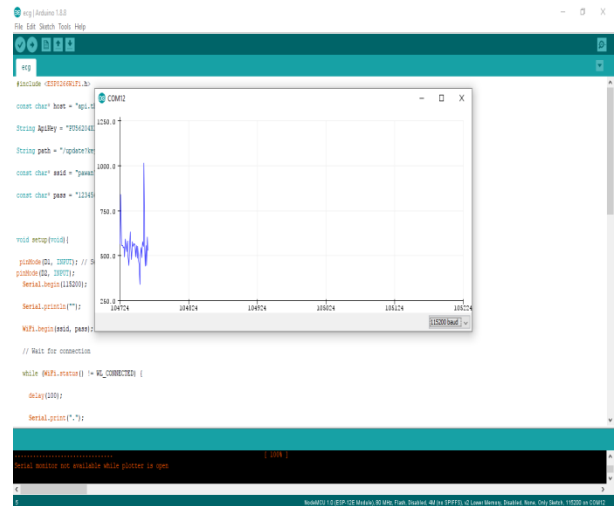 ecg | Arduino 1.8.8
File Edit Sketch Tools Help
ecg
#include <ESP8266WiFi.h>
const char* host = "api.t
String ApiKey =
String path = "/update?ke
const char* ssid = "pawan
const char* pass = "12345
void setup(void){
pinMode(D1, INPUT); // S
pinMode(D2, INPUT);
Serial.begin(115200);
Serial.println("");
WiFi.begin(ssid, pass);
// Wait for connection
while (WiFi.status() != WL_CONNECTED) {
delay(100);
Serial.print(".");
COM12
1250.0
1000.0
750.0
500.0
250.0
104724 104824 104924 105024 105124 105224
115200 baud
[ 100% ]
Serial monitor not available while plotter is open
NodeMCU 1.0 (ESP-12E Module), 80 MHz, Flash, Disabled, 4M (no SPIFFS), v2 Lower Memory, Disabled, None, Only Sketch, 115200 on COM12